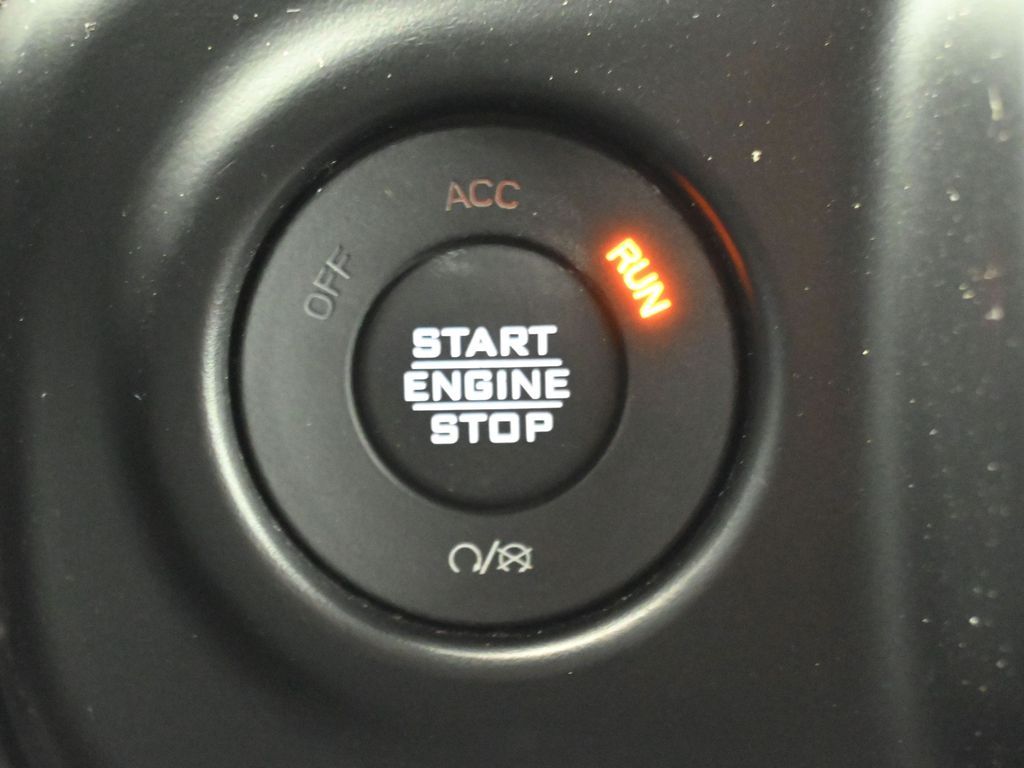 ACC
OFF
RUN
START
ENGINE
STOP